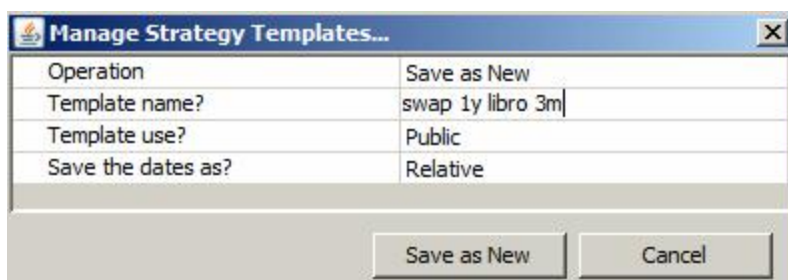 Manage Strategy Templates...
Operation Save as New
Template name? swap 1y libro 3m
Template use? Public
Save the dates as? Relative
Save as New Cancel